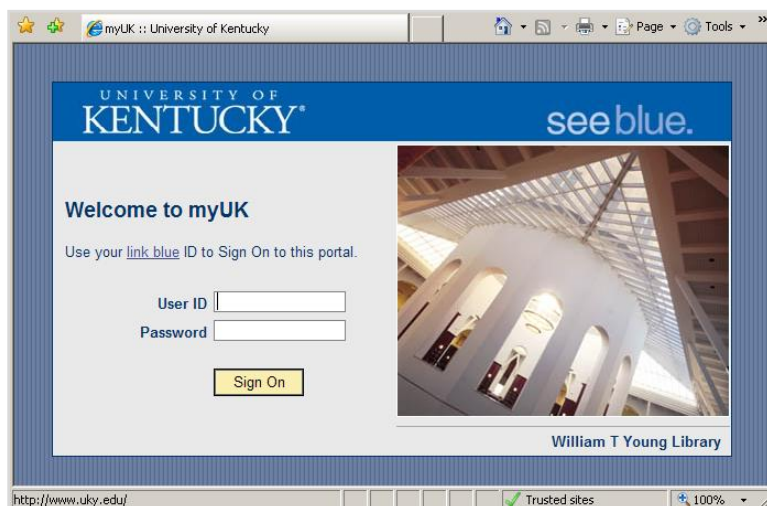 myUK :: University of Kentucky
Page
Tools
»
UNIVERSITY OF
KENTUCKY®
see blue.
Welcome to myUK
Use your link blue ID to Sign On to this portal.
User ID
Password
Sign On
William T Young Library
http://www.uky.edu/
Trusted sites
100%